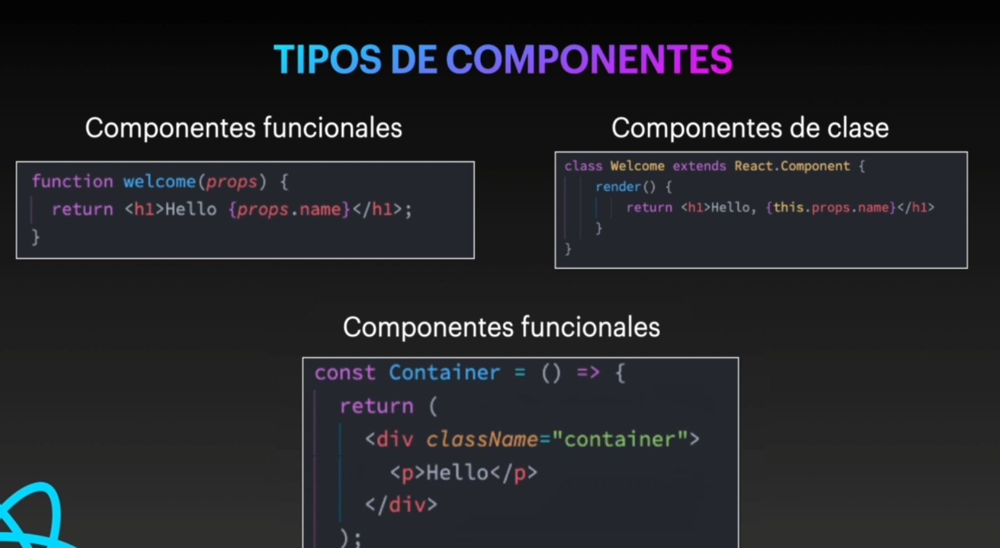 TIPOS DE COMPONENTES
Componentes funcionales
function welcome(props) {
return <h1>Hello {props.name}</h1>;
}
Componentes de clase
class Welcome extends React.Component {
render() {
return <h1>Hello, {this.props.name}</h1>
}
}
Componentes funcionales
const Container = () => {
return (
<div className="container">
<p>Hello</p>
</div>
);